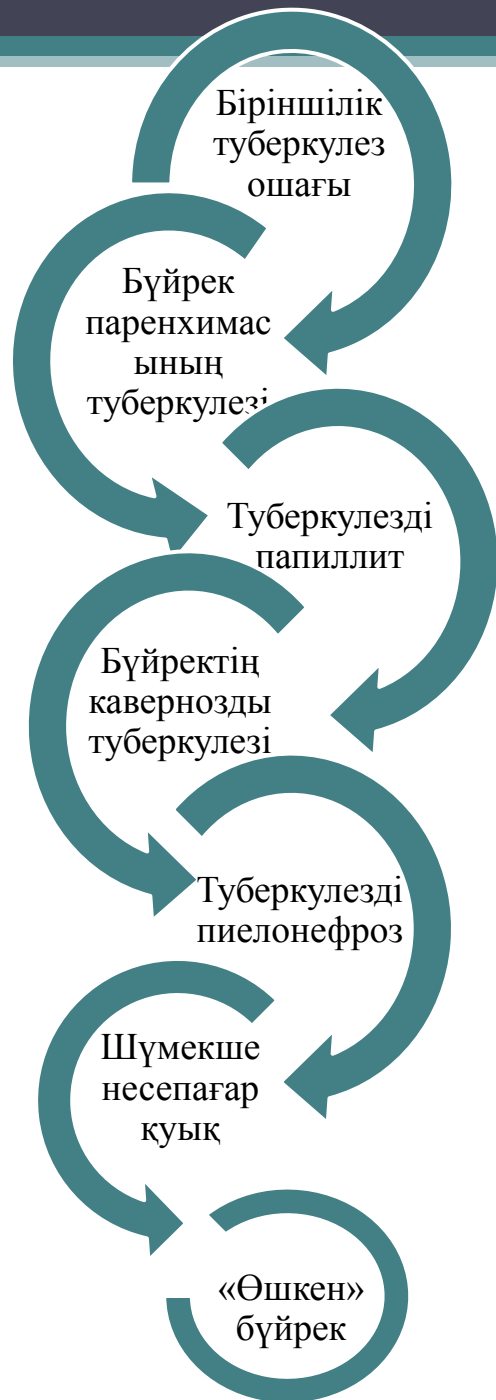 Біріншілік
туберкулез
ошағы
Бүйрек
паренхимас
ының
туберкулезі
Туберкулезді
папиллит
Бүйректің
кавернозды
туберкулезі
Туберкулезді
пиелонефроз
Шүмекше
несепағар
қуық
«Өшкен»
бүйрек